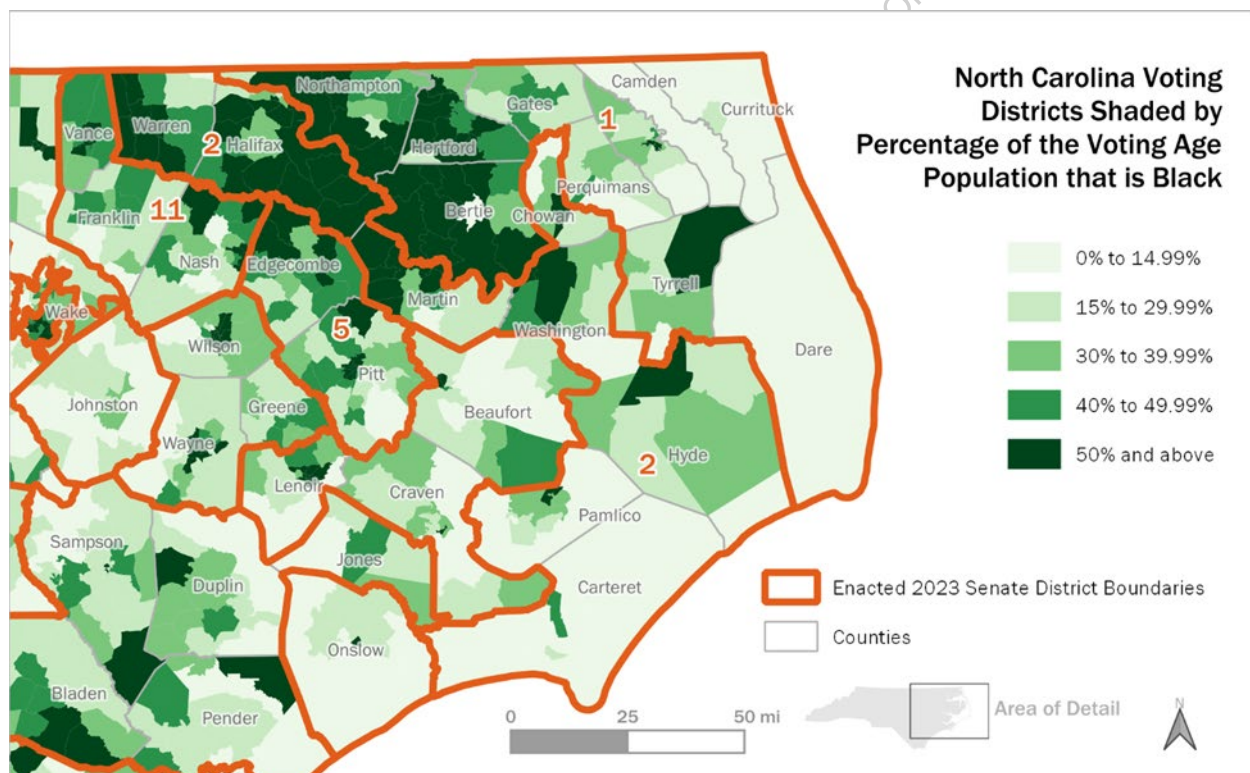 North Carolina Voting
Districts Shaded by
Percentage of the Voting Age
Population that is Black
0% to 14.99%
15% to 29.99%
30% to 39.99%
40% to 49.99%
50% and above
Enacted 2023 Senate District Boundaries
Counties
Area of Detail
N
0 25 50 mi
Camden
Currituck
Northampton
Gates
1
Vance
Warren
2
Halifax
Hertford
Perquimans
Bertie
Chowan
Franklin
11
Nash
Edgecombe
Tyrrell
Martin
Wake
5
Washington
Wilson
Dare
Pitt
Johnston
Greene
Beaufort
Wayne
2
Hyde
Lenoir
Craven
Pamlico
Sampson
Jones
Duplin
Carteret
Onslow
Bladen
Pender